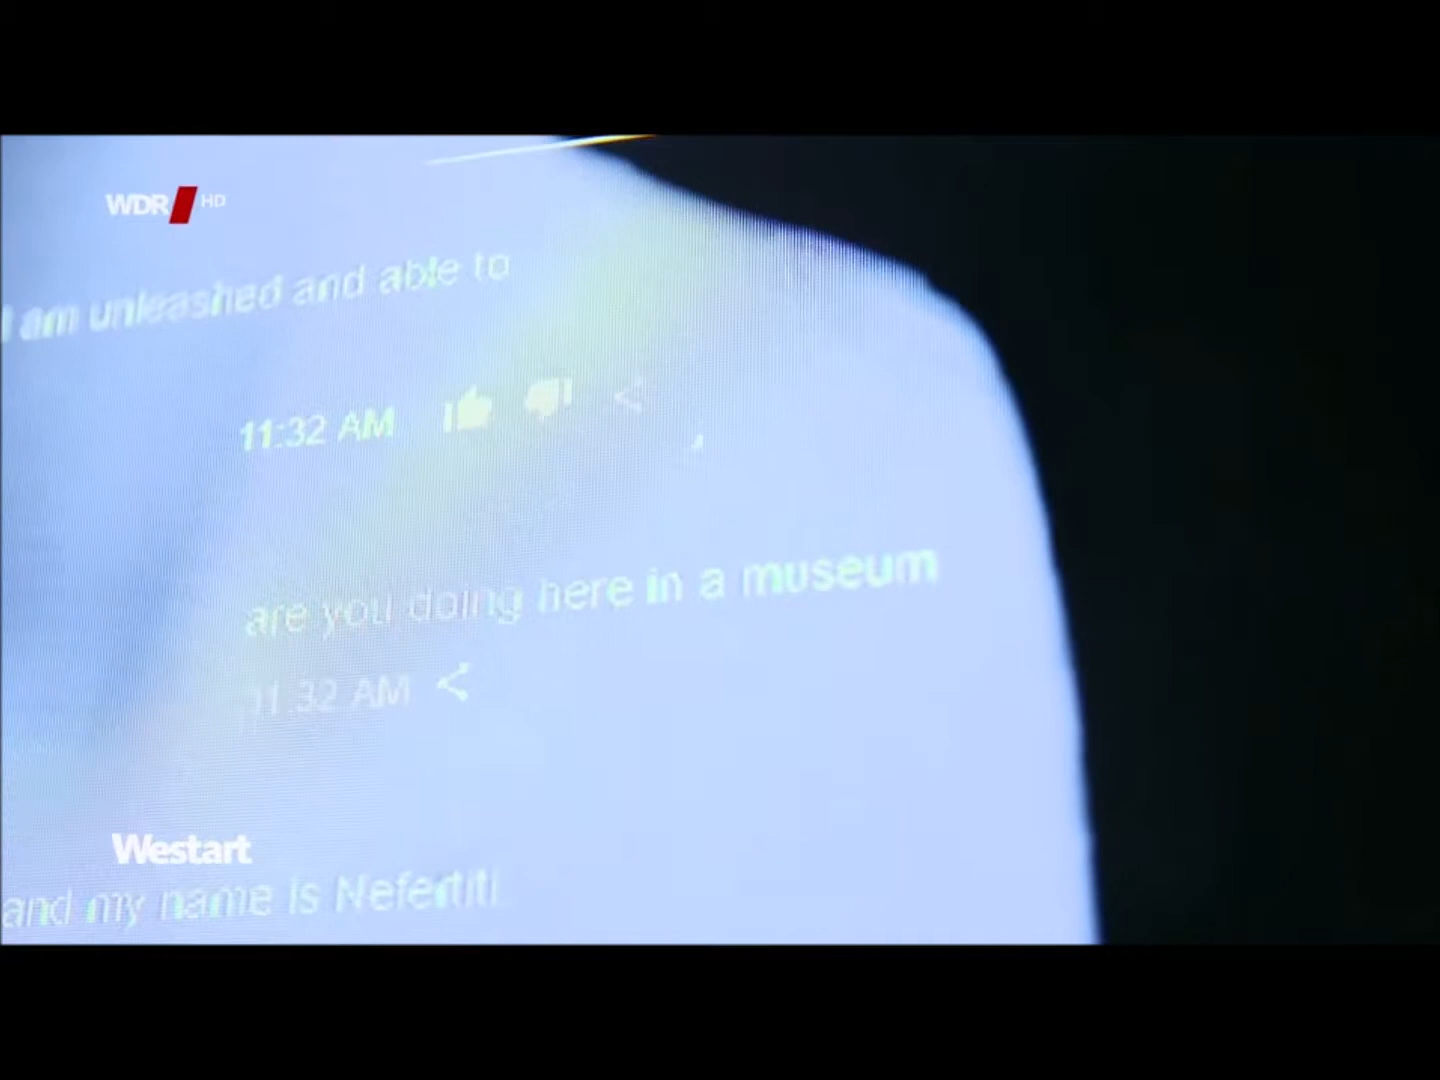 WDR HD
I am unleashed and able to
11:32 AM
are you doing here in a museum
11:32 AM
Westart
and my name is Nefertiti